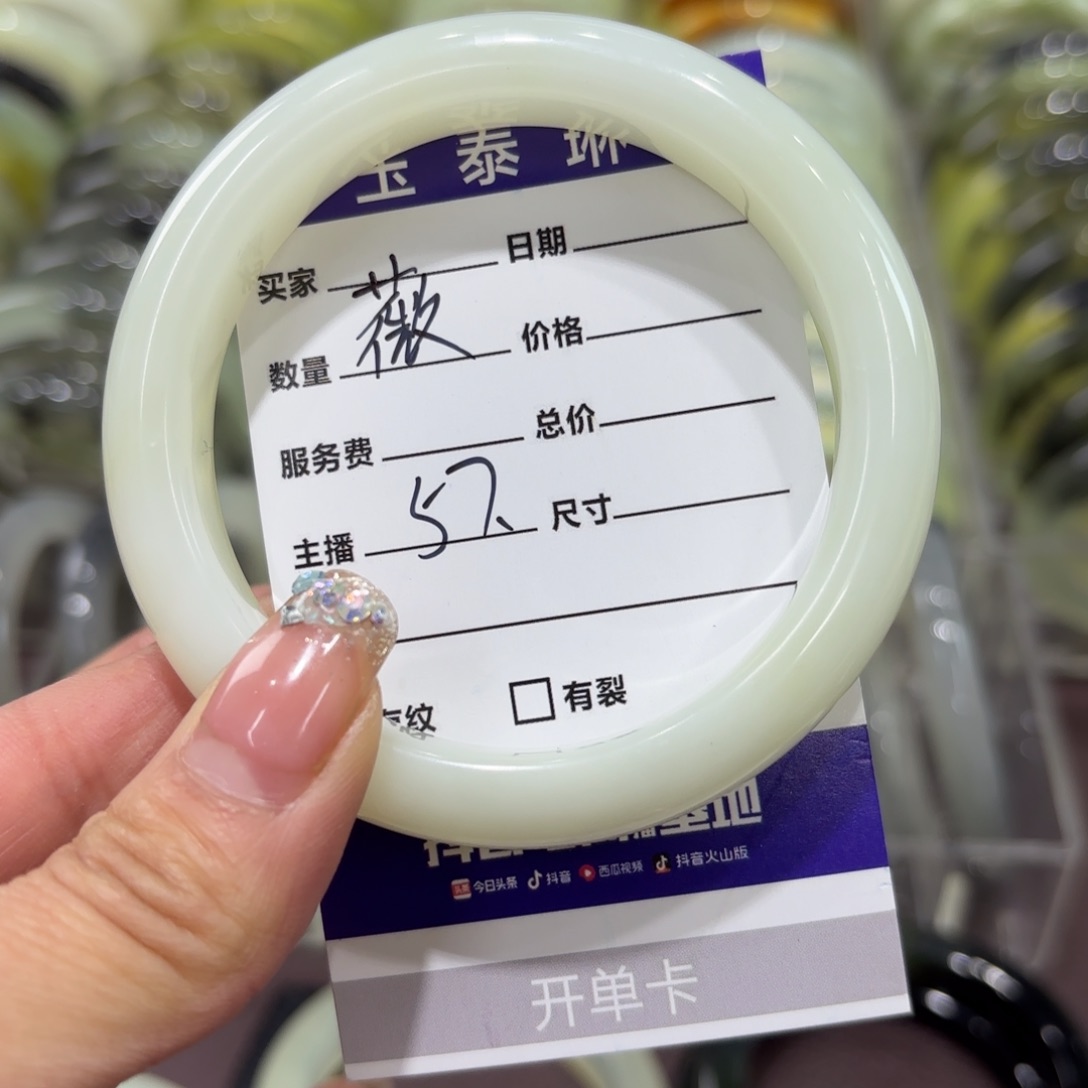 玉泰琳
买家 日期
薇
数量 价格
服务费 总价
57、
主播 尺寸
纹 有裂
今日头条 抖音 西瓜视频 抖音火山版
开单卡